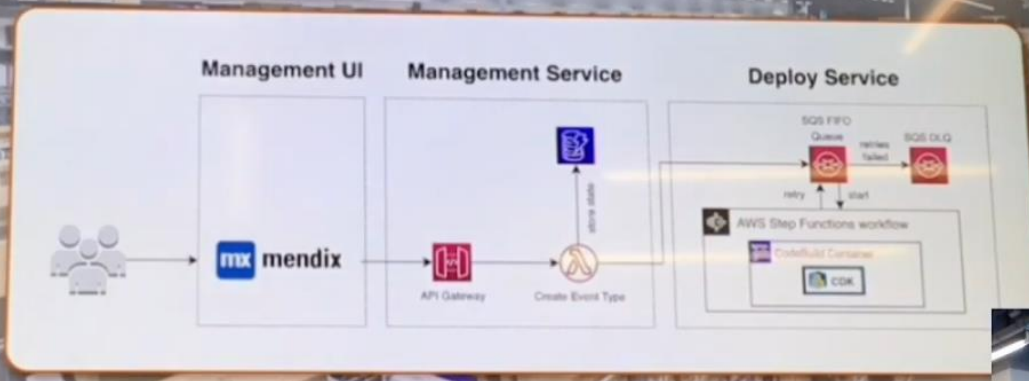 Management UI
Management Service
Deploy Service
mx mendix
API Gateway
store state
Create Event Type
SQS FIFO
Queue
retries
failed
SQS DLQ
retry
start
AWS Step Functions workflow
CodeBuild Container
CDK